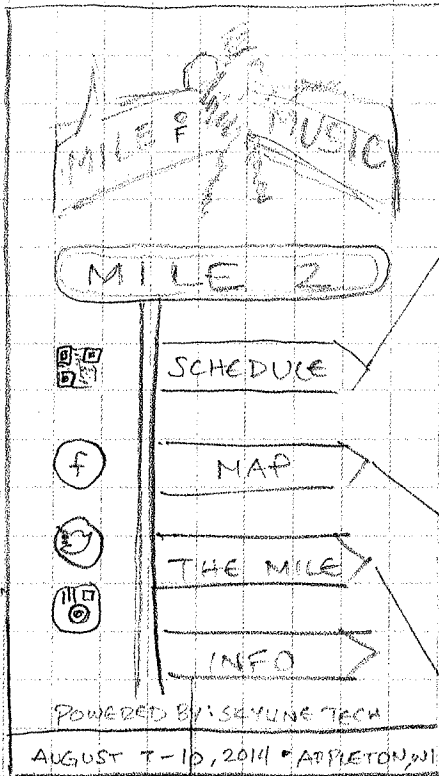 MILE OF MUSIC
MILE 2
SCHEDULE
f
MAP
THE MILE
INFO
POWERED BY: SKYLINE TECH
AUGUST 7-10, 2014 • APPLETON, WI